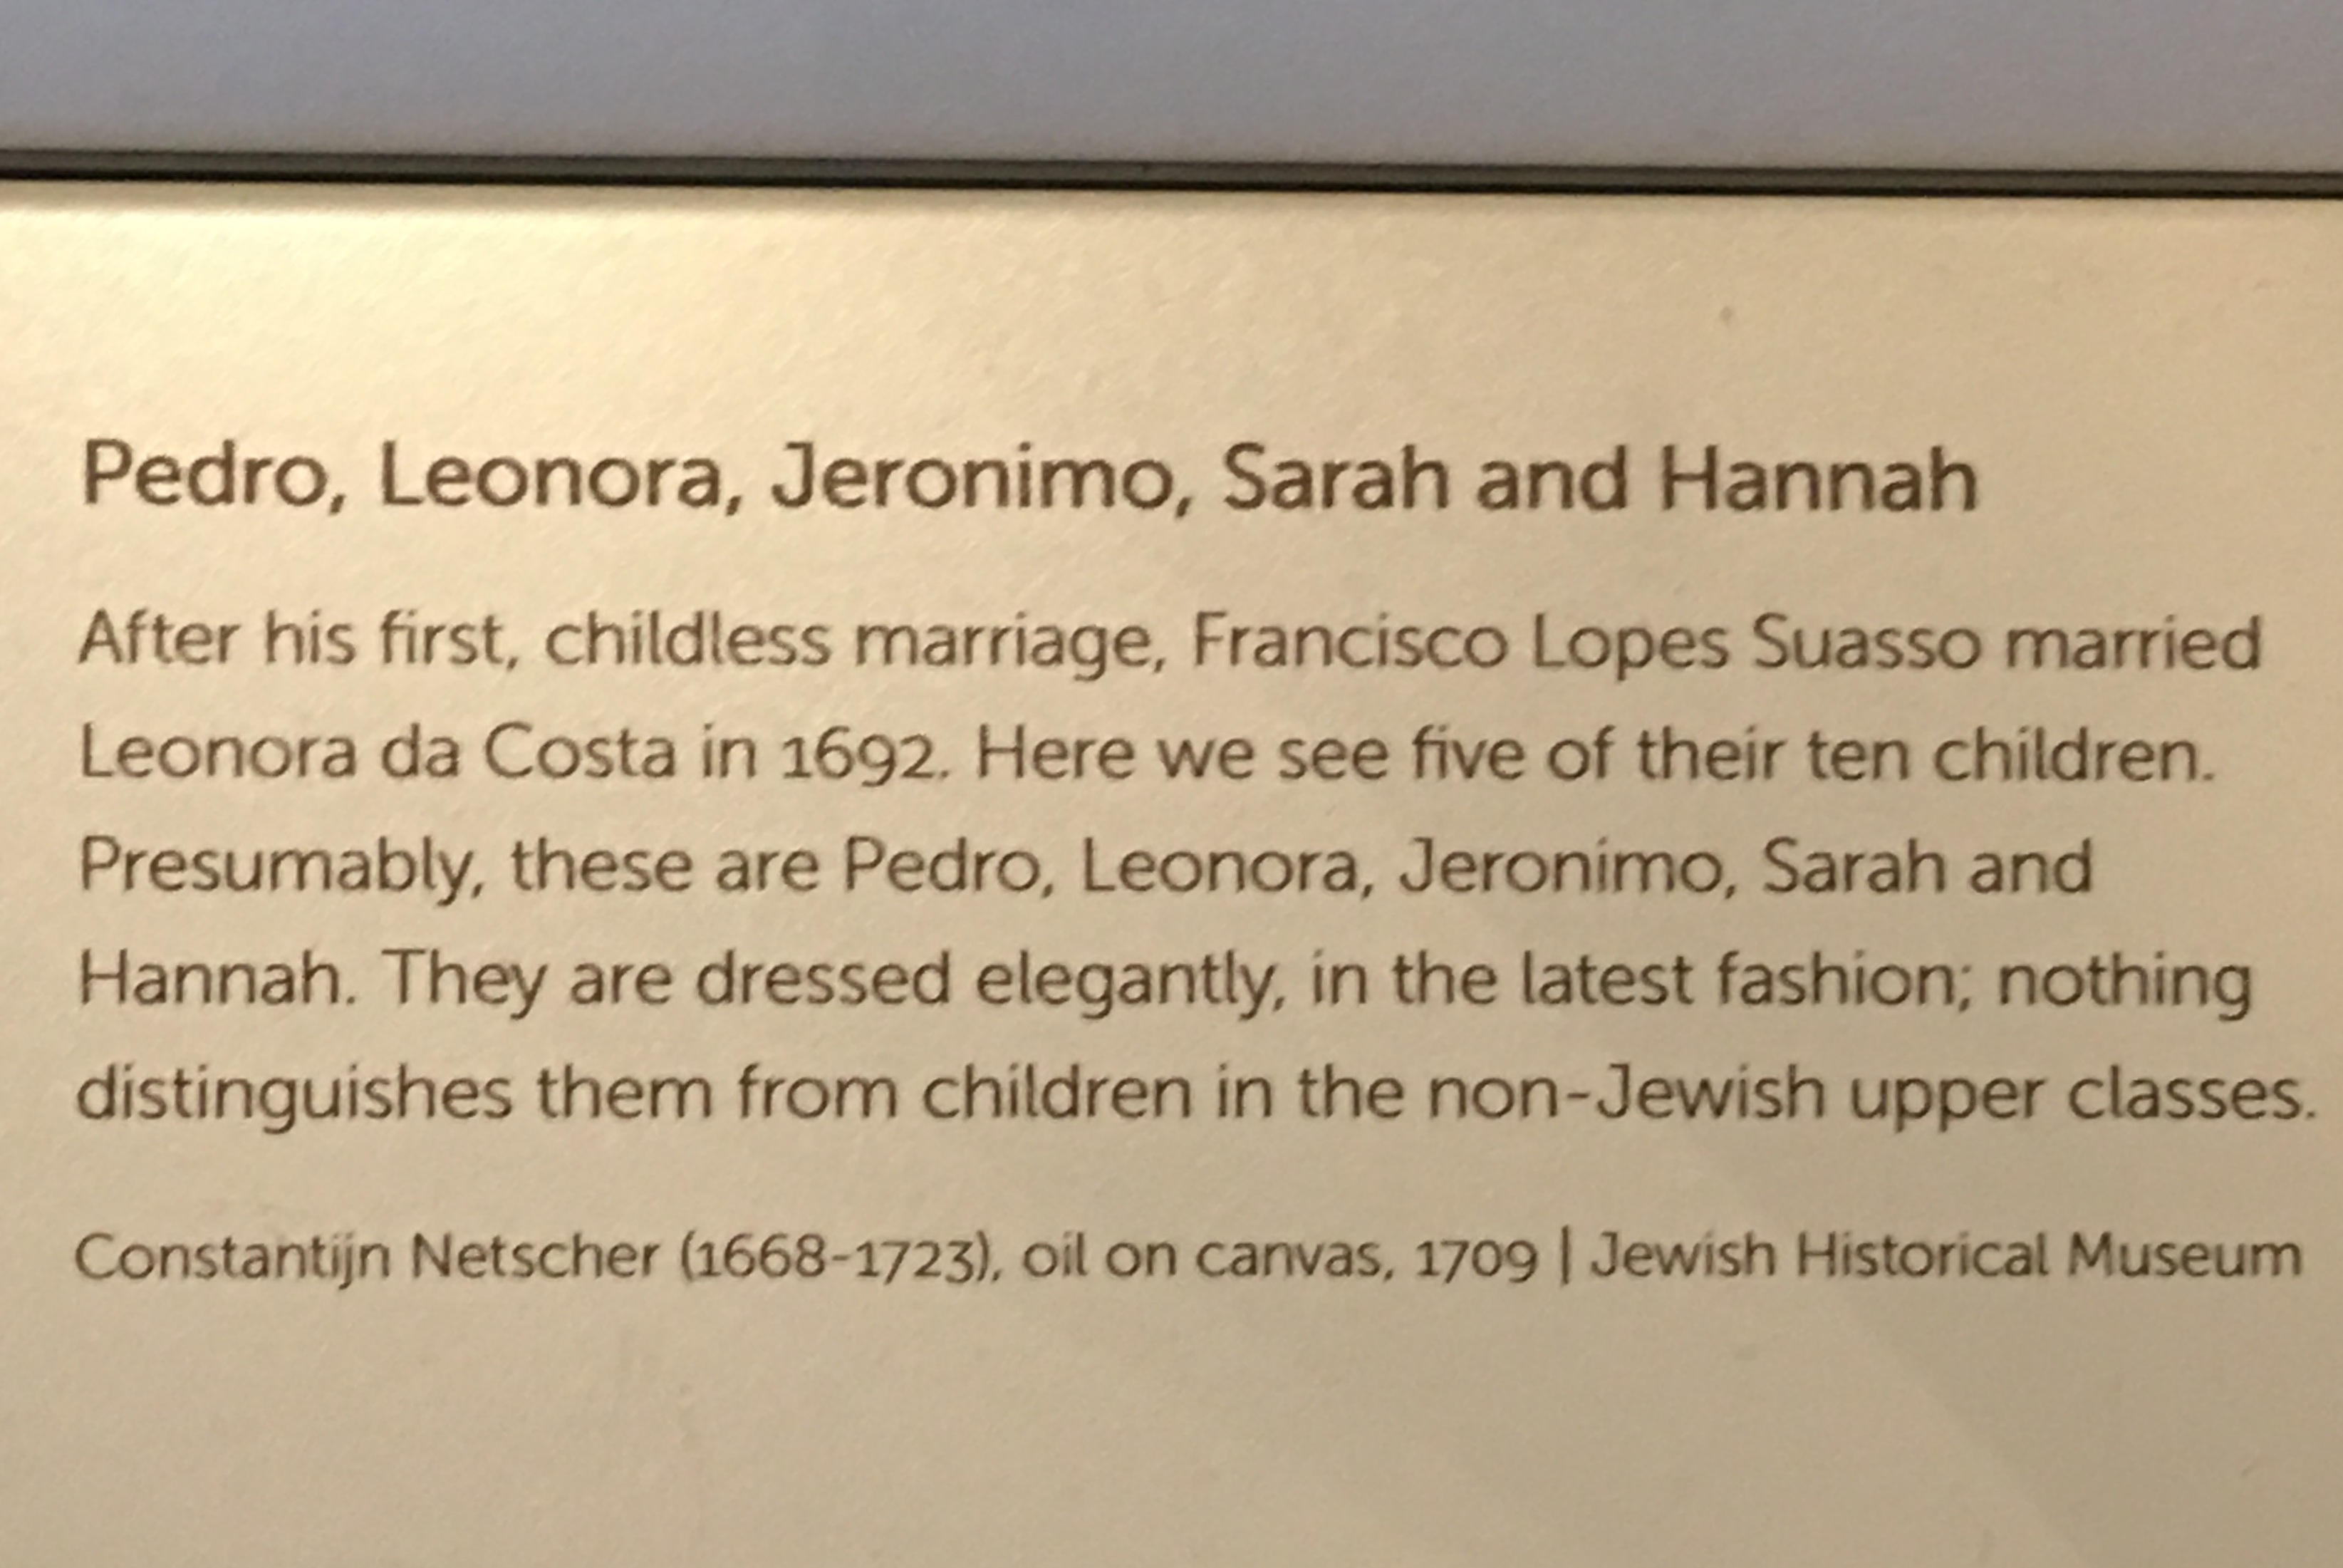 Pedro, Leonora, Jeronimo, Sarah and Hannah
After his first, childless marriage, Francisco Lopes Suasso married
Leonora da Costa in 1692. Here we see five of their ten children.
Presumably, these are Pedro, Leonora, Jeronimo, Sarah and
Hannah. They are dressed elegantly, in the latest fashion; nothing
distinguishes them from children in the non-Jewish upper classes.
Constantijn Netscher (1668-1723), oil on canvas, 1709 | Jewish Historical Museum